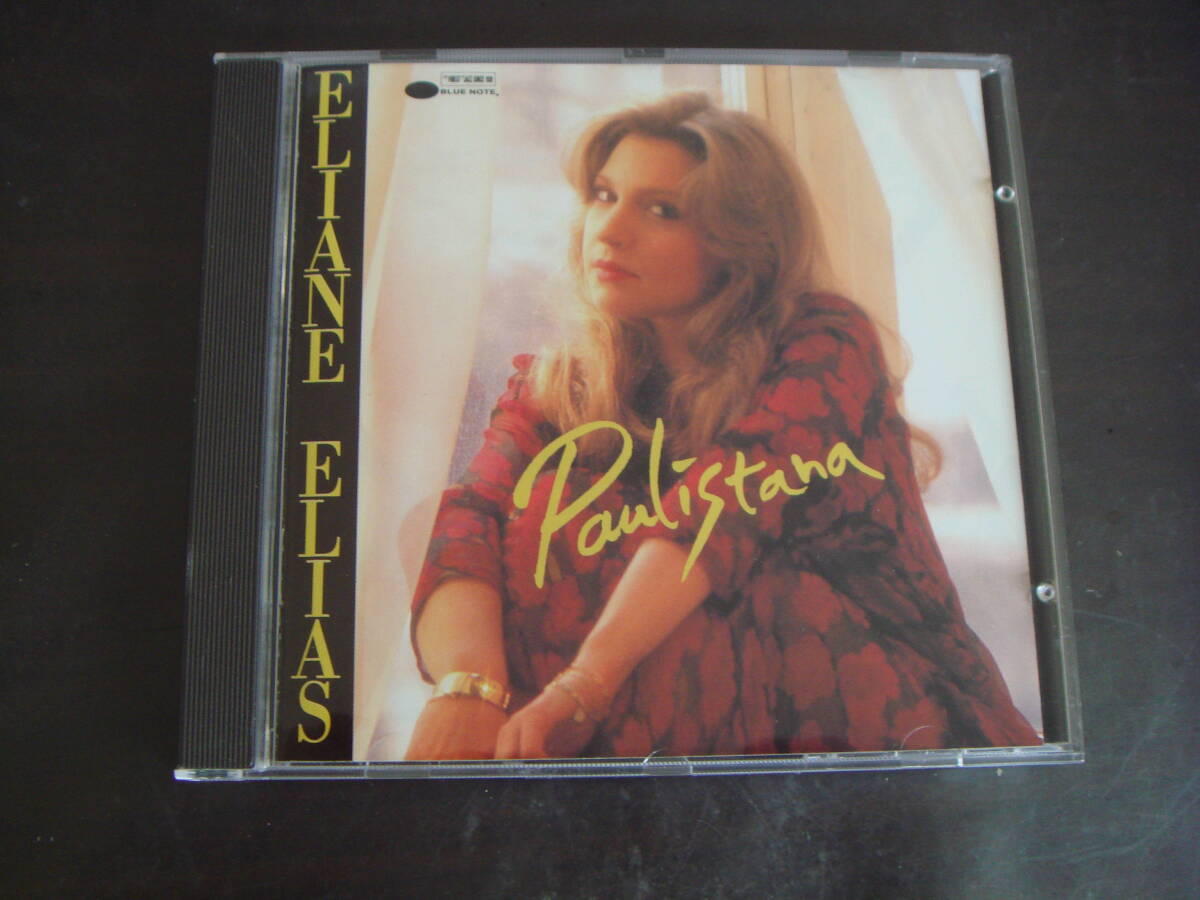 ELIANE ELIAS
BLUE NOTE
Paulistana